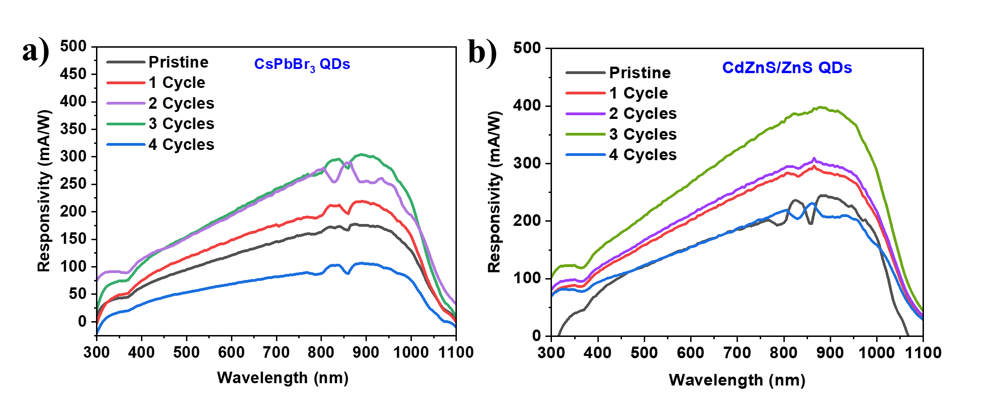 a)
CsPbBr3 QDs
Pristine
1 Cycle
2 Cycles
3 Cycles
4 Cycles
Responsivity (mA/W)
500
450
400
350
300
250
200
150
100
50
0
300 400 500 600 700 800 900 1000 1100
Wavelength (nm)
b)
CdZnS/ZnS QDs
Pristine
1 Cycle
2 Cycles
3 Cycles
4 Cycles
Responsivity (mA/W)
500
400
300
200
100
0
300 400 500 600 700 800 900 1000 1100
Wavelength (nm)